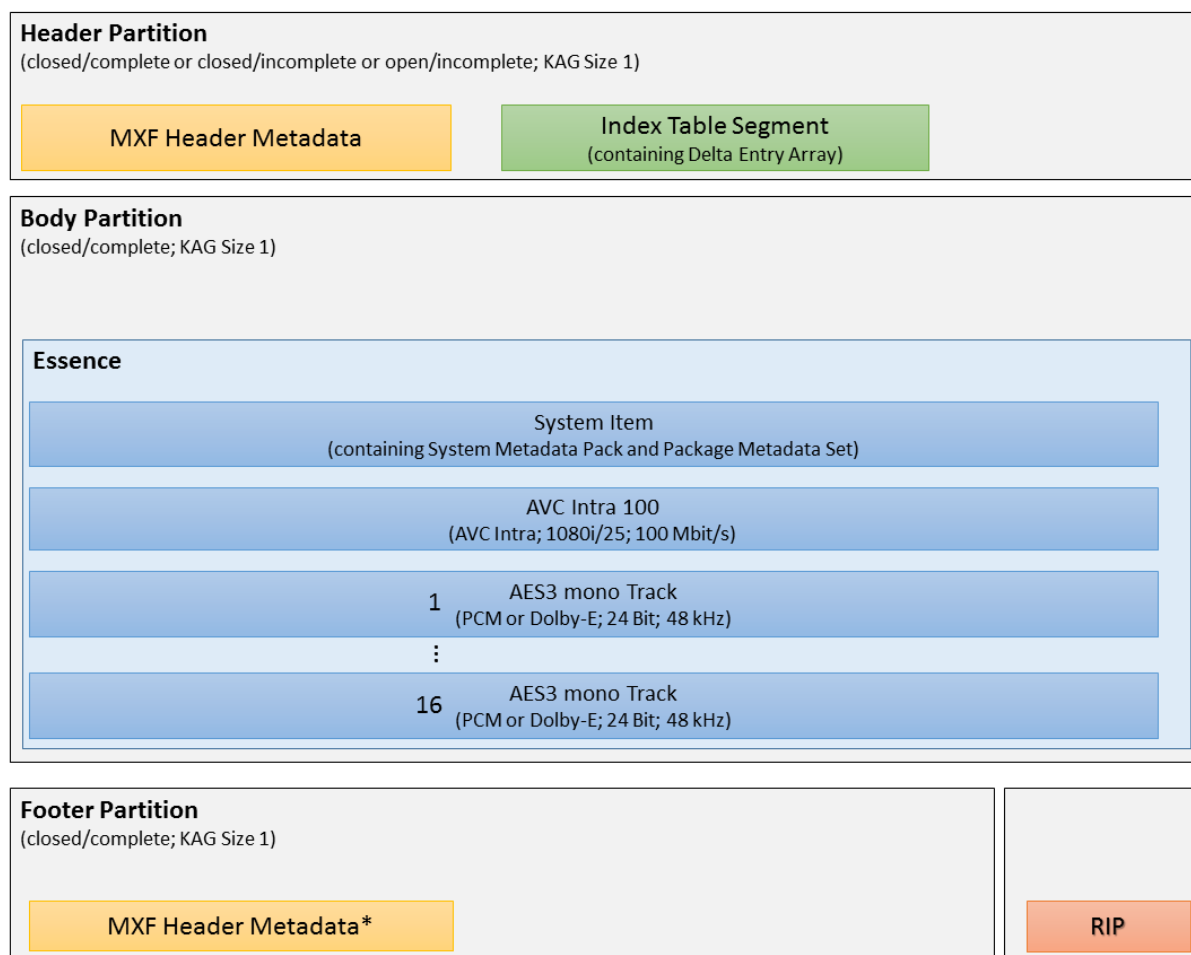 Header Partition
(closed/complete or closed/incomplete or open/incomplete; KAG Size 1)
MXF Header Metadata
Index Table Segment
(containing Delta Entry Array)
Body Partition
(closed/complete; KAG Size 1)
Essence
System Item
(containing System Metadata Pack and Package Metadata Set)
AVC Intra 100
(AVC Intra; 1080i/25; 100 Mbit/s)
1 AES3 mono Track
(PCM or Dolby-E; 24 Bit; 48 kHz)
⋮
16 AES3 mono Track
(PCM or Dolby-E; 24 Bit; 48 kHz)
Footer Partition
(closed/complete; KAG Size 1)
MXF Header Metadata*
RIP